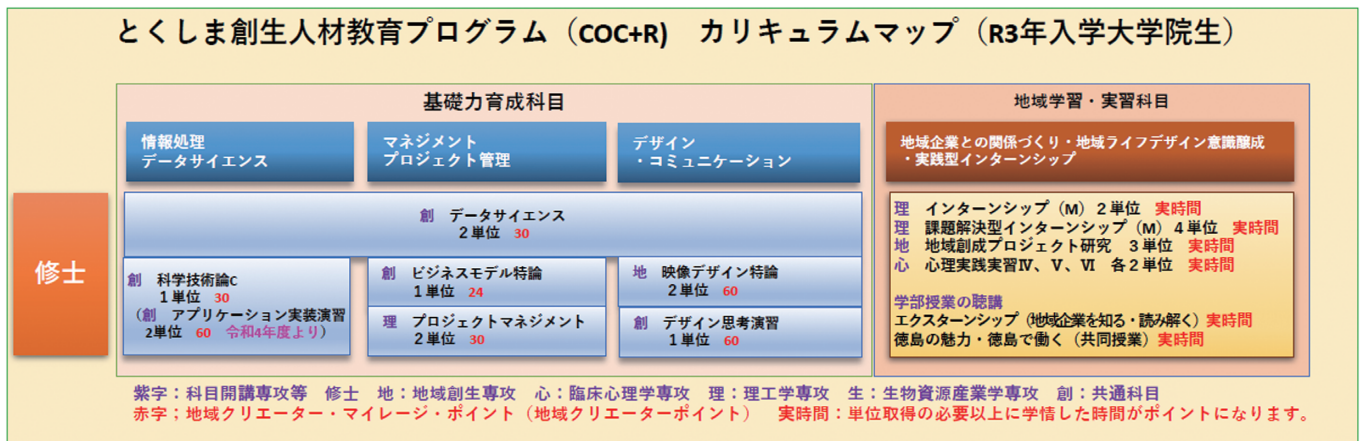 とくしま創生人材教育プログラム（COC+R)　カリキュラムマップ（R3年入学大学院生）
基礎力育成科目
情報処理
データサイエンス
マネジメント
プロジェクト管理
デザイン
・コミュニケーション
修士
創　データサイエンス
2単位　30
創　科学技術論C
1単位　30
（創　アプリケーション実装演習
2単位　60　令和4年度より）
創　ビジネスモデル特論
1単位　24
理　プロジェクトマネジメント
2単位　30
地　映像デザイン特論
2単位　60
創　デザイン思考演習
1単位　60
地域学習・実習科目
地域企業との関係づくり・地域ライフデザイン意識醸成
・実践型インターンシップ
理　インターンシップ（M）２単位　実時間
理　課題解決型インターンシップ（M）４単位　実時間
地　地域創成プロジェクト研究　３単位　実時間
心　心理実践実習Ⅳ、Ⅴ、Ⅵ　各２単位　実時間
学部授業の聴講
エクスターンシップ（地域企業を知る・読み解く）実時間
徳島の魅力・徳島で働く（共同授業）実時間
紫字：科目開講専攻等　修士　地：地域創生専攻　心：臨床心理学専攻　理：理工学専攻　生：生物資源産業学専攻　創：共通科目
赤字；地域クリエーター・マイレージ・ポイント（地域クリエーターポイント）　実時間：単位取得の必要以上に学情した時間がポイントになります。